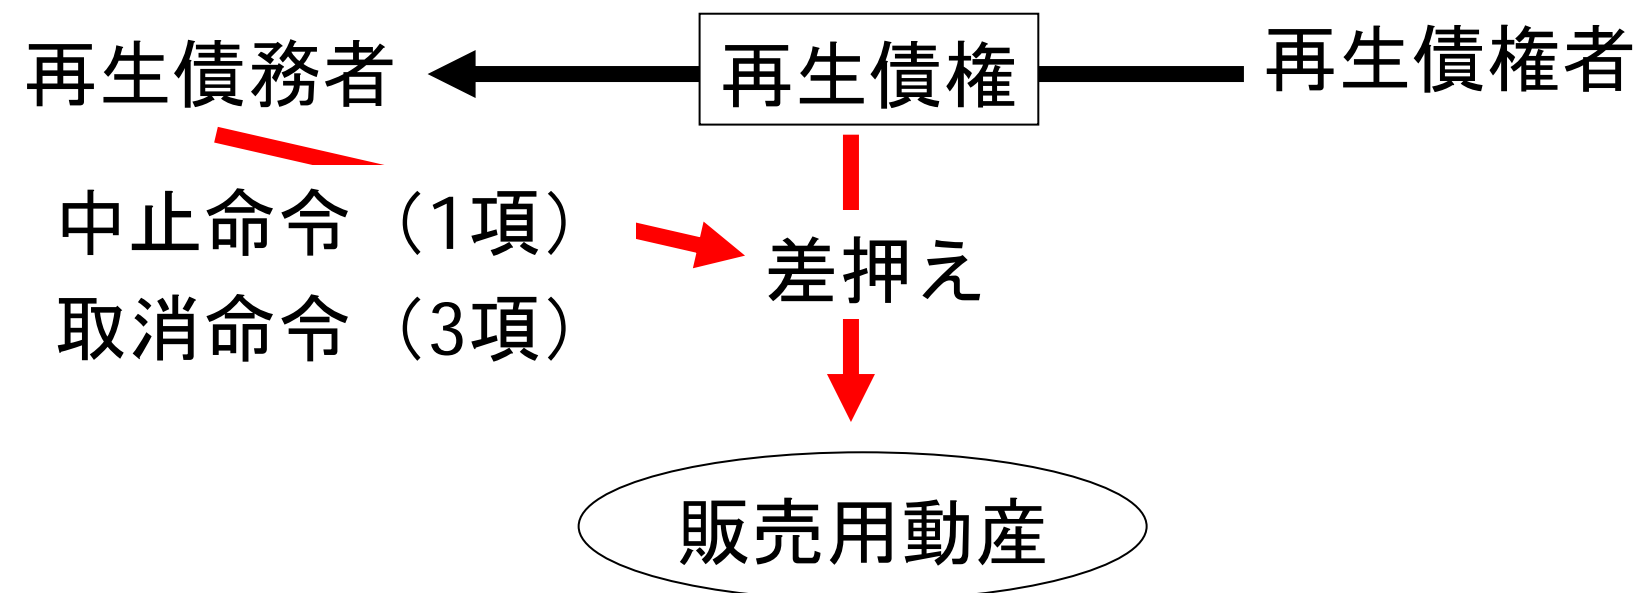 再生債務者
再生債権
再生債権者
中止命令（1項）
取消命令（3項）
差押え
販売用動産